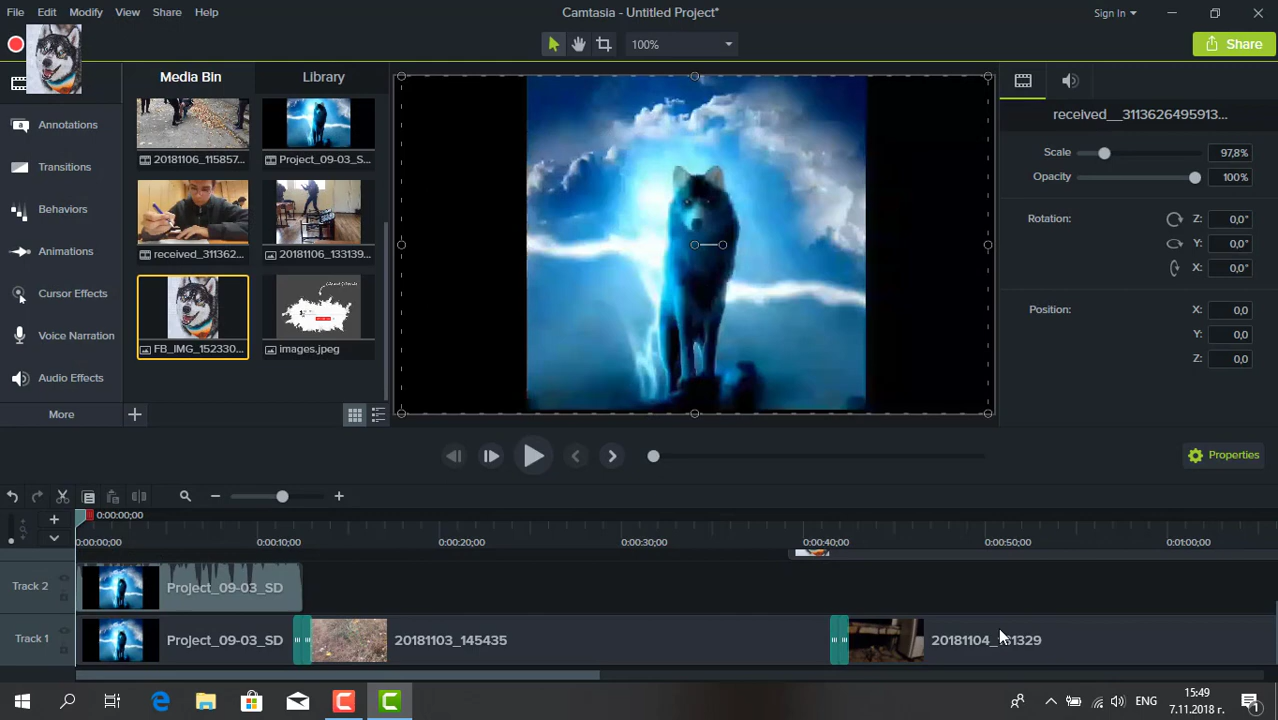 File Edit Modify View Share Help
Camtasia - Untitled Project*
Sign In
100%
Share
Media Bin
Library
Annotations
Transitions
Behaviors
Animations
Cursor Effects
Voice Narration
Audio Effects
More
20181106_115857...
Project_09-03_S...
received_311362...
20181106_133139...
FB_IMG_152330...
images.jpeg
received__3113626495913...
Scale 97,8%
Opacity 100%
Rotation: Z: 0,0°
Y: 0,0°
X: 0,0°
Position: X: 0,0
Y: 0,0
Z: 0,0
Properties
0:00:00;00
0:00:00;00 0:00:10;00 0:00:20;00 0:00:30;00 0:00:40;00 0:00:50;00 0:01:00;00
Track 2 Project_09-03_SD
Track 1 Project_09-03_SD 20181103_145435
ENG
15:49
7.11.2018 г.
1